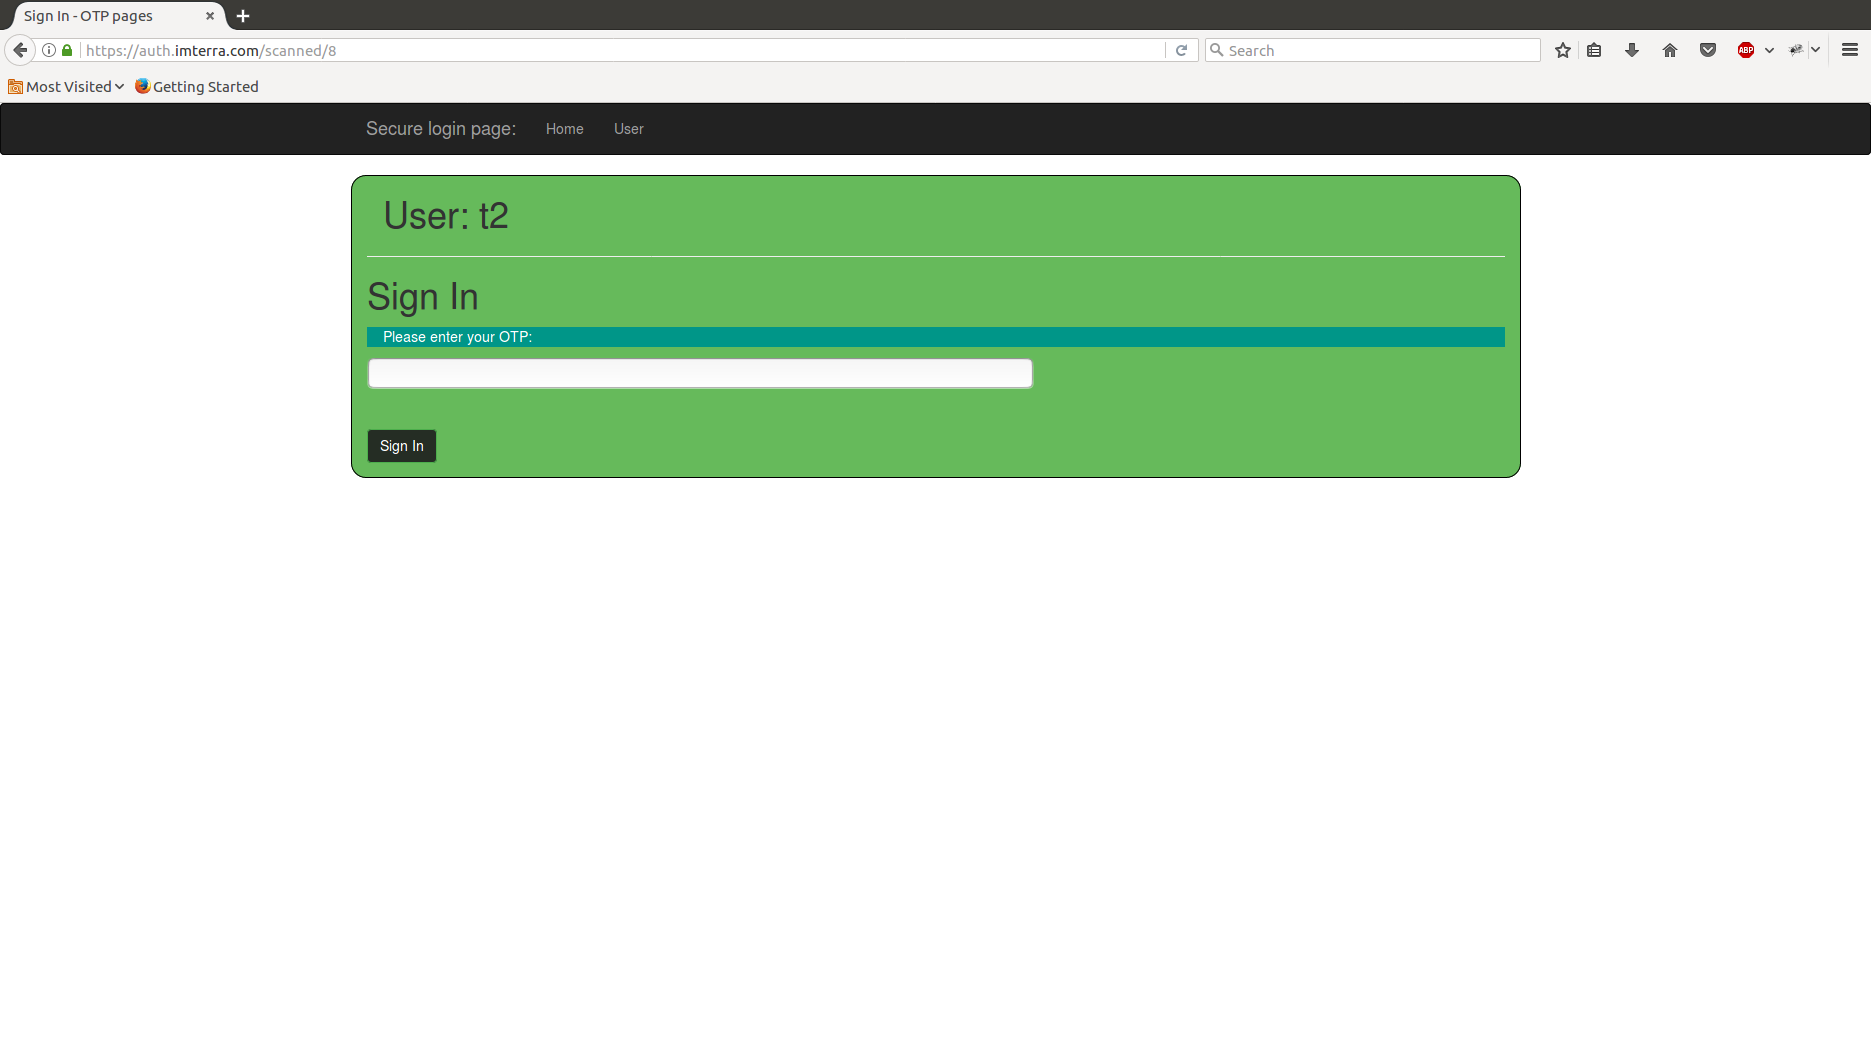 Sign In - OTP pages
https://auth.imterra.com/scanned/8
Search
ABP
Most Visited
Getting Started
Secure login page: Home User
User: t2
Sign In
Please enter your OTP:
Sign In